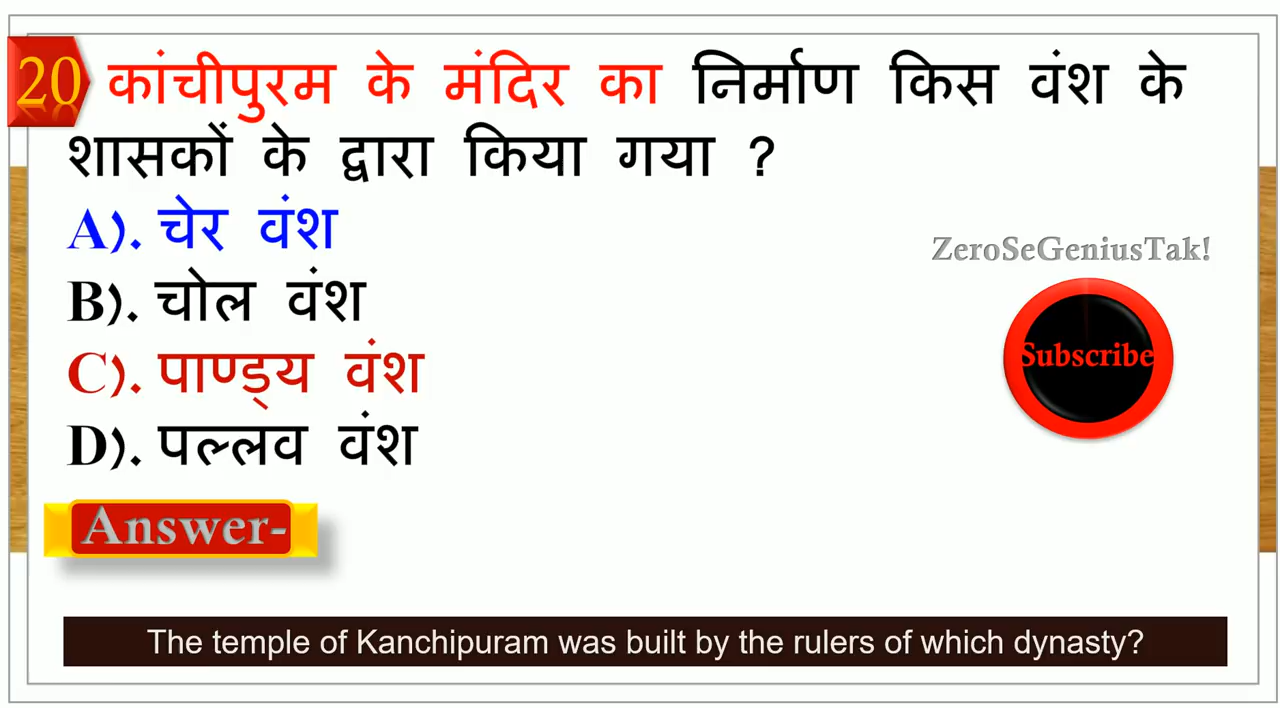 20 कांचीपुरम के मंदिर का निर्माण किस वंश के
शासकों के द्वारा किया गया ?
A). चेर वंश
B). चोल वंश
C). पाण्ड्य वंश
D). पल्लव वंश
ZeroSeGeniusTak!
Subscribe
Answer-
The temple of Kanchipuram was built by the rulers of which dynasty?